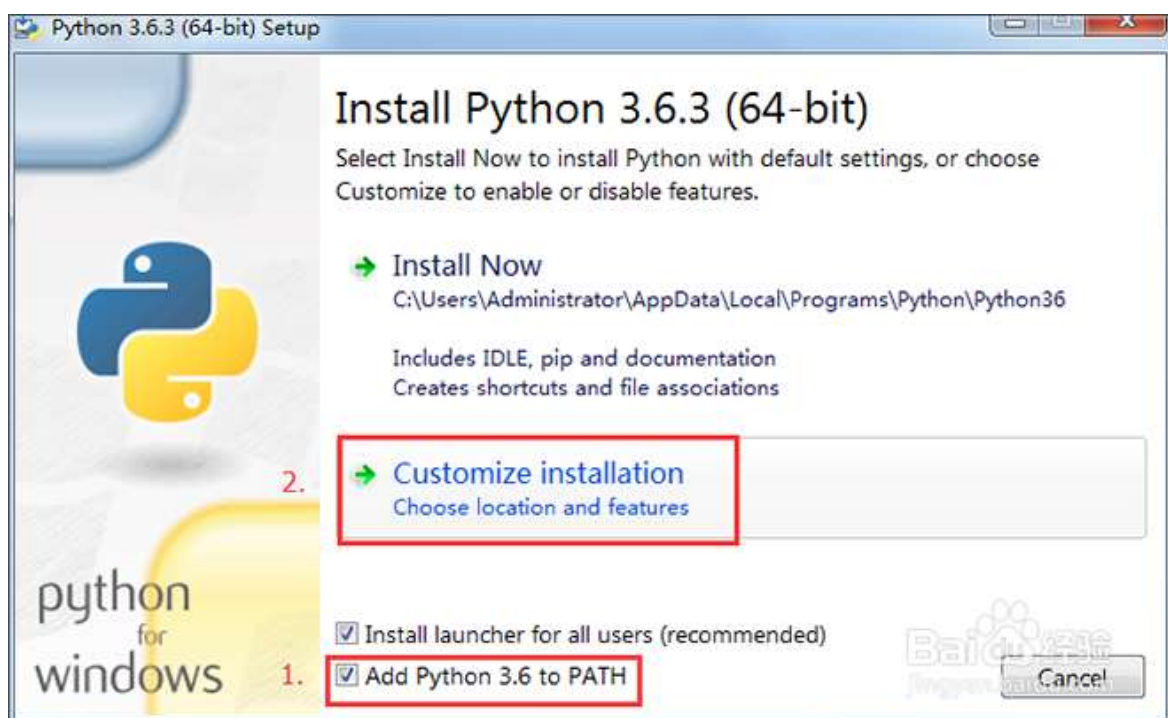 Python 3.6.3 (64-bit) Setup
Install Python 3.6.3 (64-bit)
Select Install Now to install Python with default settings, or choose
Customize to enable or disable features.
Install Now
C:\Users\Administrator\AppData\Local\Programs\Python\Python36
Includes IDLE, pip and documentation
Creates shortcuts and file associations
2.
Customize installation
Choose location and features
python
for
windows
Install launcher for all users (recommended)
1.
Add Python 3.6 to PATH
Baidu 经验
Cancel